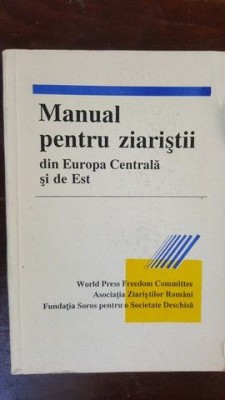 Manual
pentru ziariştii
din Europa Centrală
şi de Est
World Press Freedom Committee
Asociaţia Ziariştilor Români
Fundaţia Soros pentru o Societate Deschisă